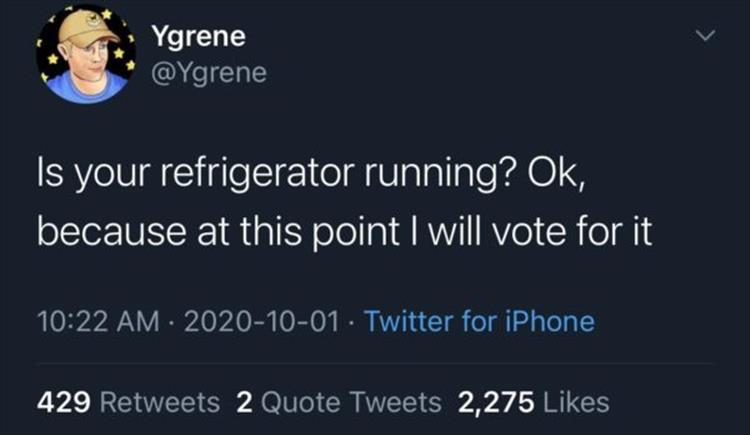 Ygrene
@Ygrene
Is your refrigerator running? Ok,
because at this point I will vote for it
10:22 AM · 2020-10-01 · Twitter for iPhone
429 Retweets 2 Quote Tweets 2,275 Likes